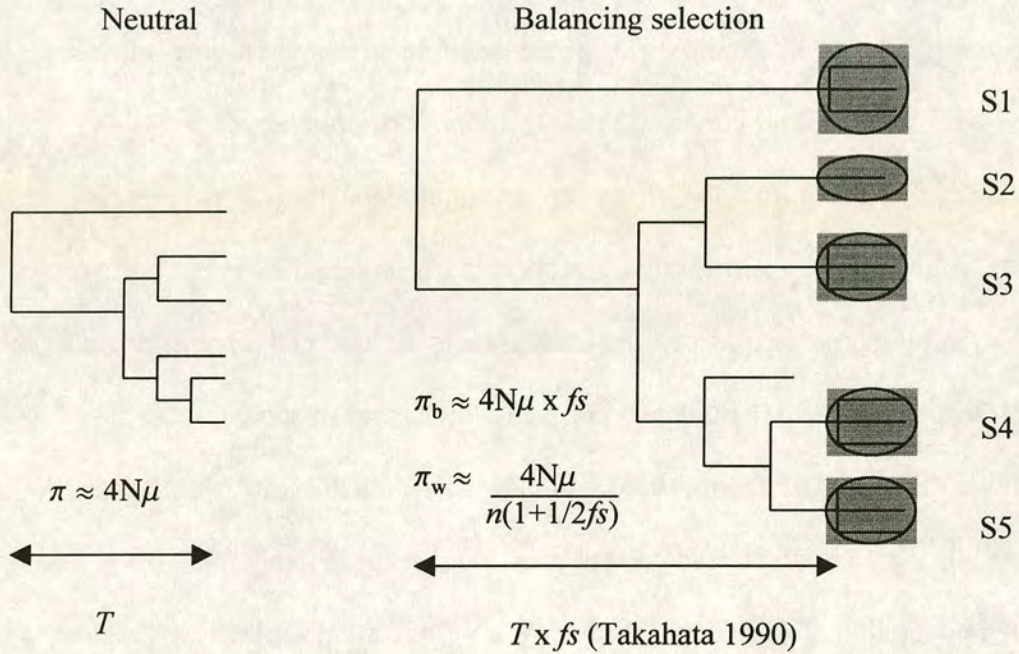 Neutral
Balancing selection
S1
S2
S3
S4
S5
π ≈ 4Nμ
π_b ≈ 4Nμ x fs
π_w ≈ 4Nμ
n(1+1/2fs)
T
T x fs (Takahata 1990)